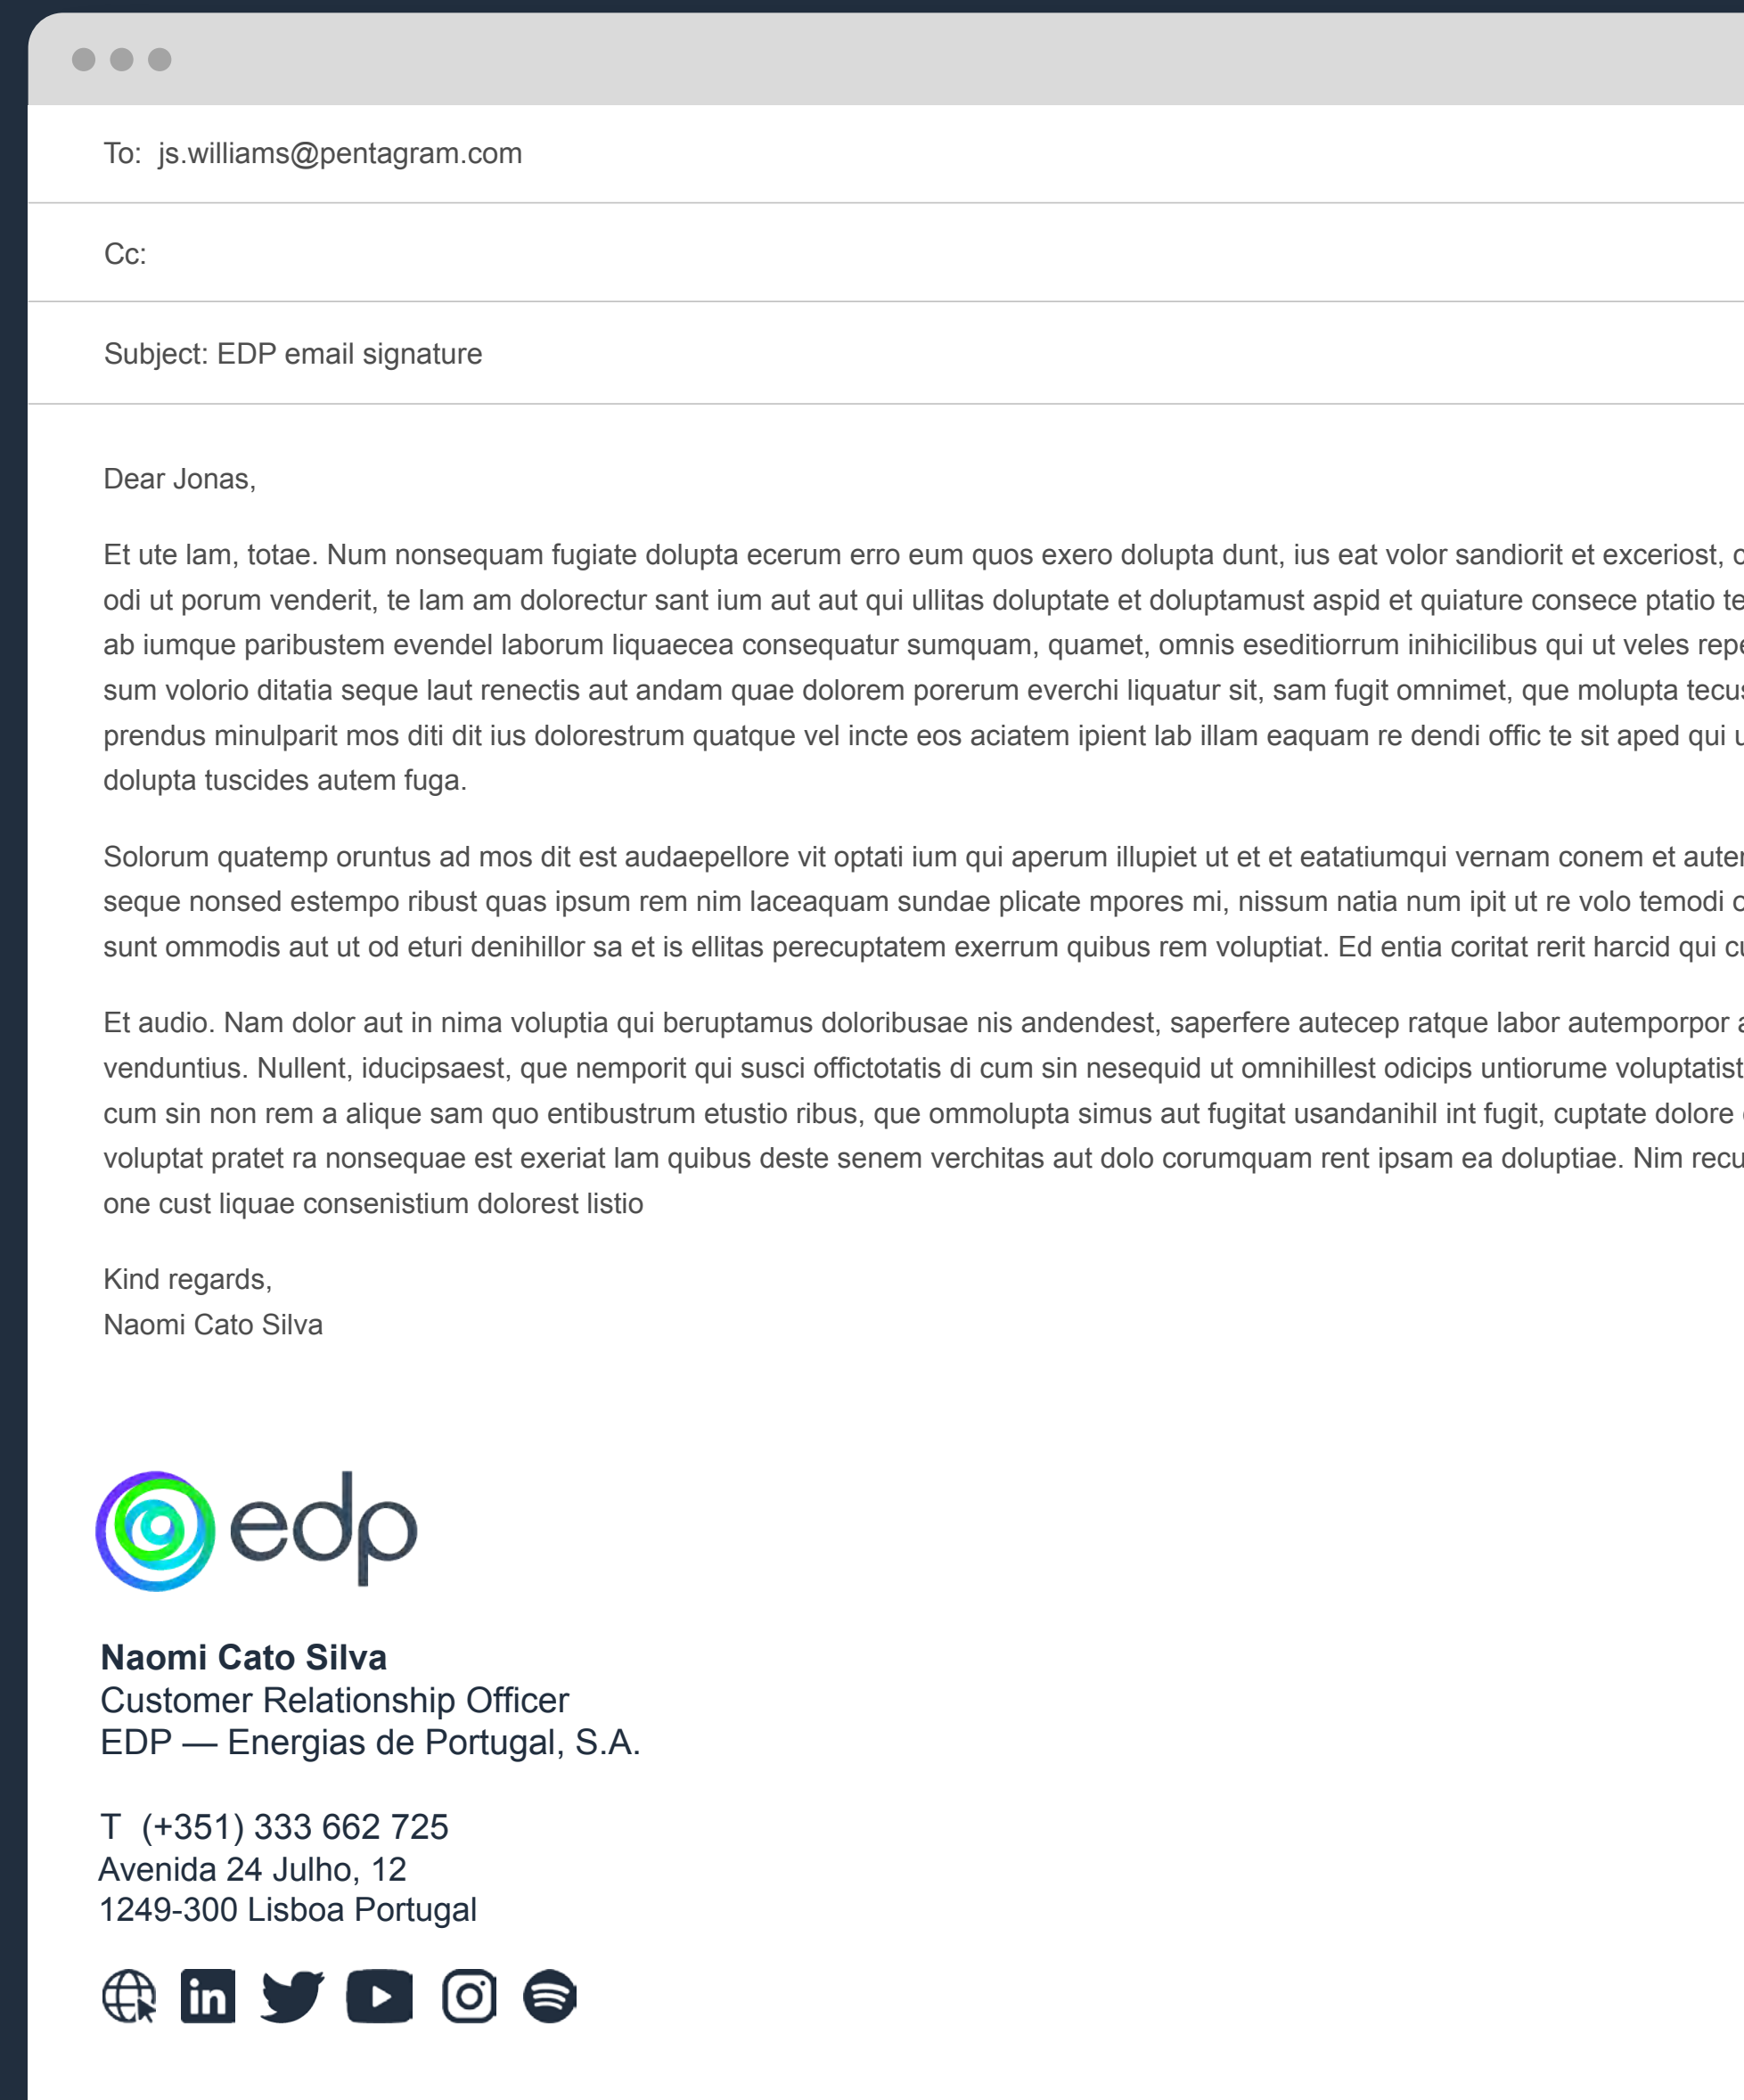 To: js.williams@pentagram.com
Cc:
Subject: EDP email signature
Dear Jonas,
Et ute lam, totae. Num nonsequam fugiate dolupta ecerum erro eum quos exero dolupta dunt, ius eat volor sandiorit et exceriost,
odi ut porum venderit, te lam am dolorectur sant ium aut aut qui ullitas doluptate et doluptamust aspid et quiature consece ptatio
ab iumque paribustem evendel laborum liquaecea consequatur sumquam, quamet, omnis eseditiorrum inihicilibus qui ut veles
sum volorio ditatia seque laut renectis aut andam quae dolorem porerum everchi liquatur sit, sam fugit omnimet, que molupta
prendus minulparit mos diti dit ius dolorestrum quatque vel incte eos aciatem ipient lab illam eaquam re dendi offic te sit aped qui
dolupta tuscides autem fuga.
Solorum quatemp oruntus ad mos dit est audaepellore vit optati ium qui aperum illupiet ut et et eatatiumqui vernam conem et
seque nonsed estempo ribust quas ipsum rem nim laceaquam sundae plicate mpores mi, nissum natia num ipit ut re volo temodi
sunt ommodis aut ut od eturi denihillor sa et is ellitas perecuptatem exerrum quibus rem voluptiat. Ed entia coritat rerit harcid qui
Et audio. Nam dolor aut in nima voluptia qui beruptamus doloribusae nis andendest, saperfere autecep ratque labor autemporpor
venduntius. Nullent, iducipsaest, que nemporit qui susci offictotatis di cum sin nesequid ut omnihillest odicips untiorume voluptatist
cum sin non rem a alique sam quo entibustrum etustio ribus, que ommolupta simus aut fugitat usandanihil int fugit, cuptate dolore
voluptat pratet ra nonsequae est exeriat lam quibus deste senem verchitas aut dolo corumquam rent ipsam ea doluptiae. Nim
one cust liquae consenistium dolorest listio
Kind regards,
Naomi Cato Silva
edp
Naomi Cato Silva
Customer Relationship Officer
EDP — Energias de Portugal, S.A.
T (+351) 333 662 725
Avenida 24 Julho, 12
1249-300 Lisboa Portugal
in